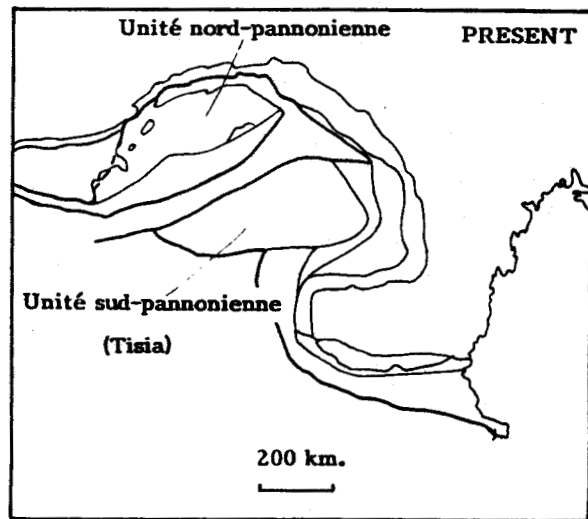 Unité nord-pannonienne
PRESENT
Unité sud-pannonienne
(Tisia)
200 km.